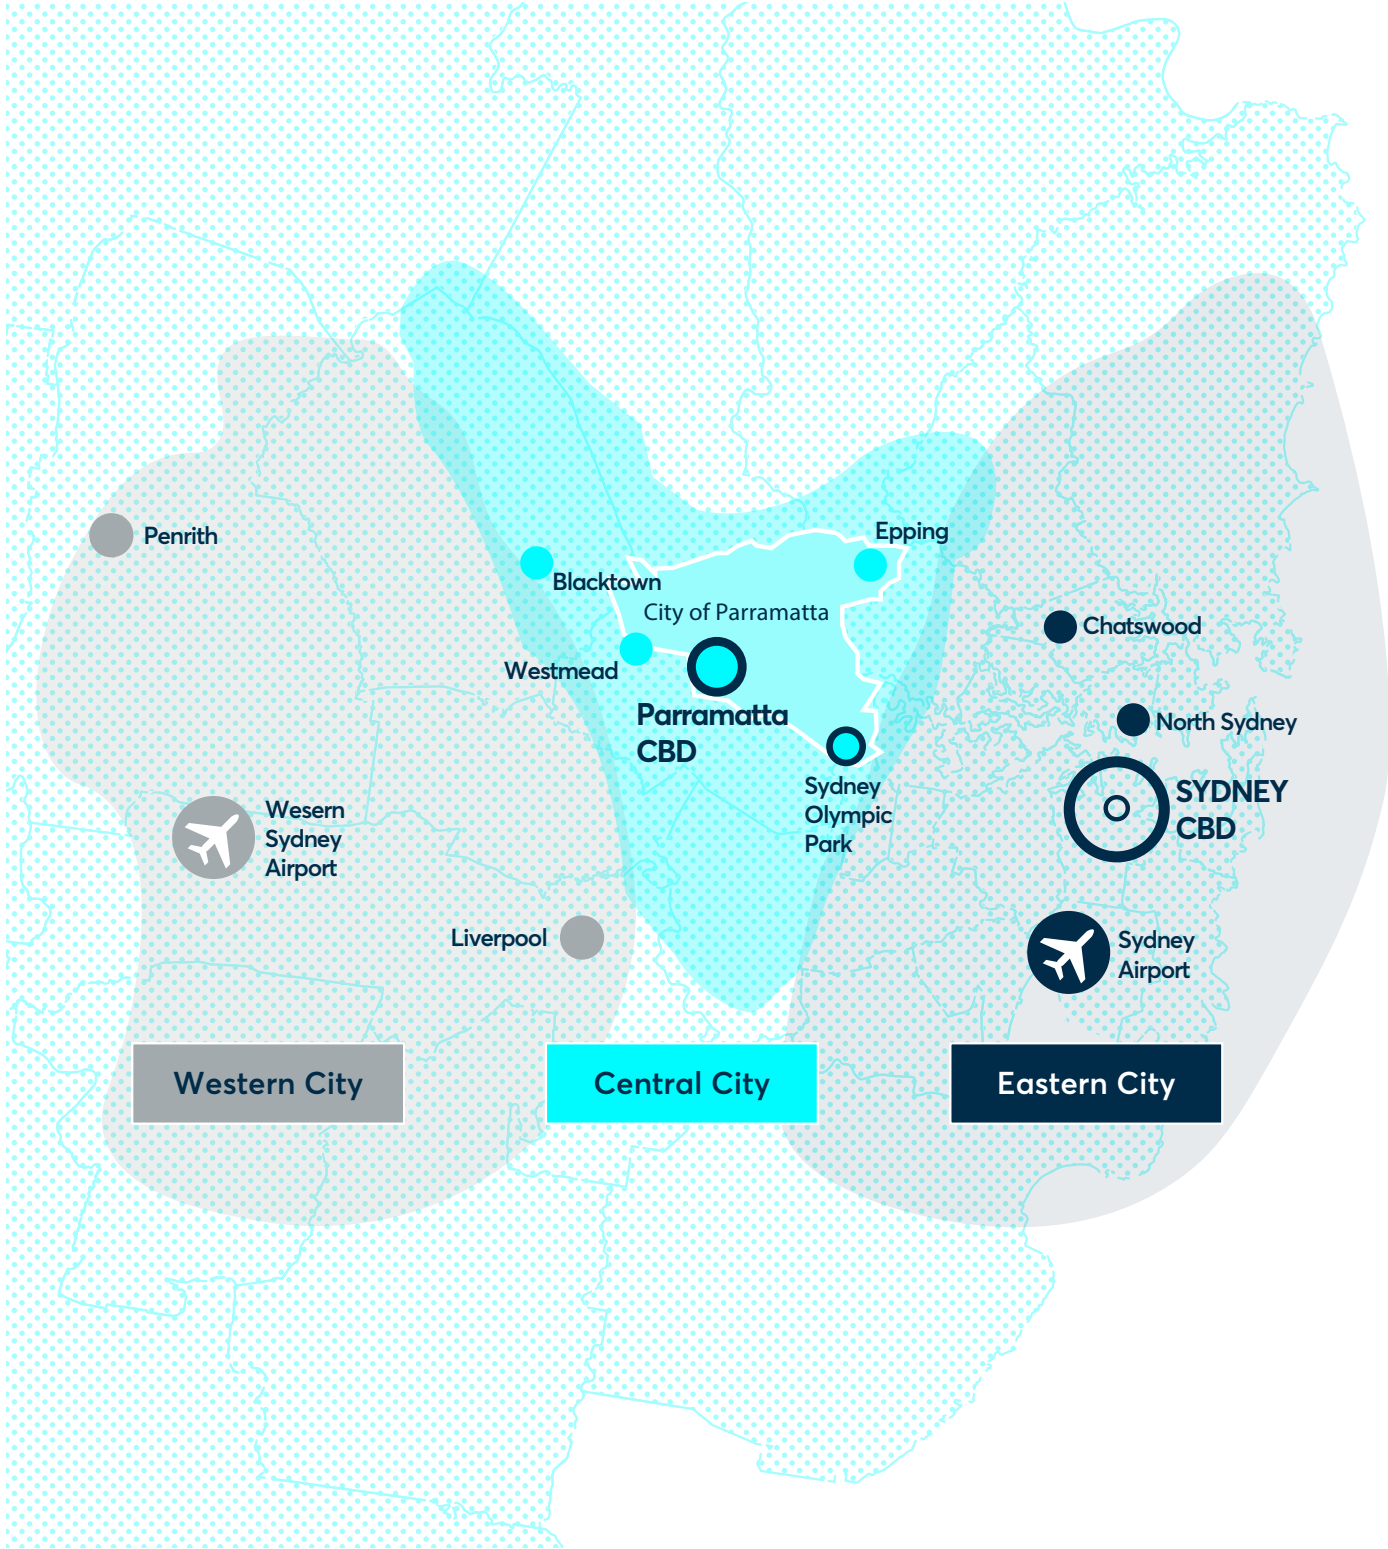 Epping
Penrith
Blacktown
City of Parramatta
Chatswood
Westmead
Parramatta
CBD
North Sydney
Sydney
Olympic
Park
SYDNEY
CBD
Wesern
Sydney
Airport
Liverpool
Sydney
Airport
Western City
Central City
Eastern City